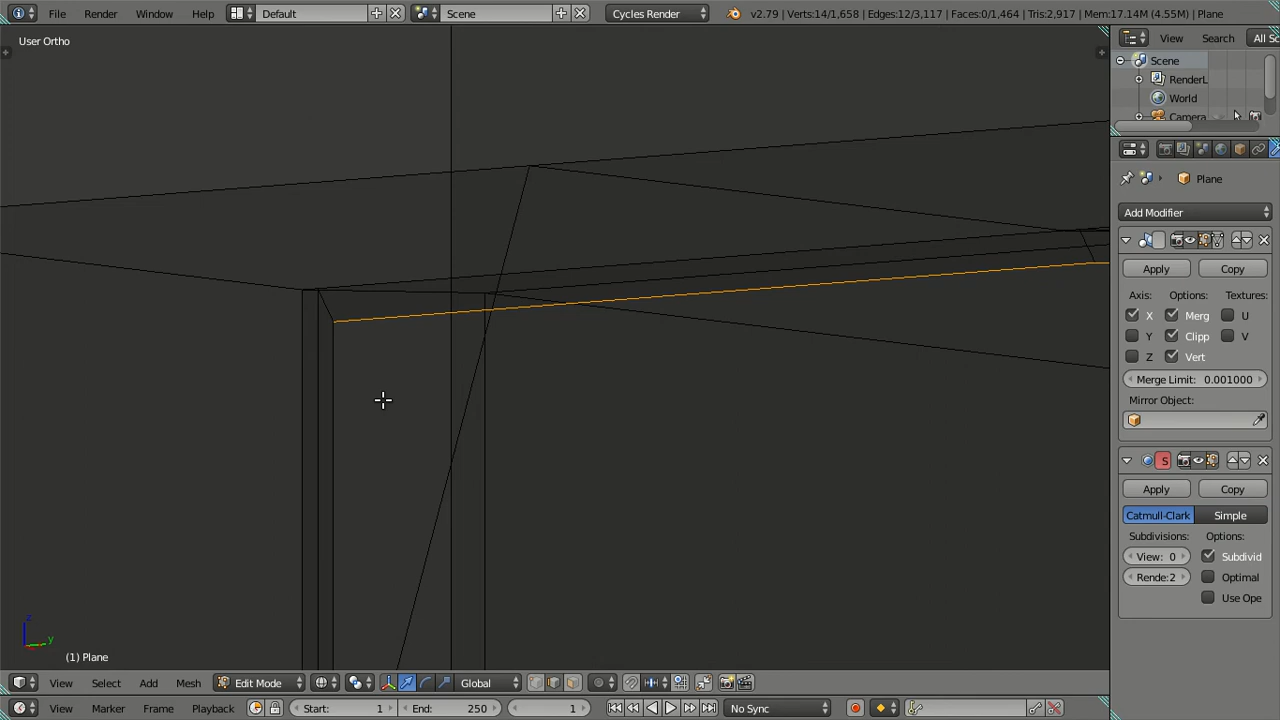 File Render Window Help Default Scene Cycles Render v2.79 | Verts:14/1,658 | Edges:12/3,117 | Faces:0/1,464 | Tris:2,917 | Mem:17.14M (4.55M) | Plane
User Ortho
View Search All Sc
Scene
RenderL
World
Camera
Plane
Add Modifier
Apply Copy
Axis: Options: Textures:
X Merg U
Y Clipp V
Z Vert
Merge Limit: 0.001000
Mirror Object:
S
Apply Copy
Catmull-Clark Simple
Subdivisions: Options:
View: 0 Subdivid
Rende:2 Optimal
Use Ope
z
y
(1) Plane
View Select Add Mesh Edit Mode Global
View Marker Frame Playback Start: 1 End: 250 1 No Sync